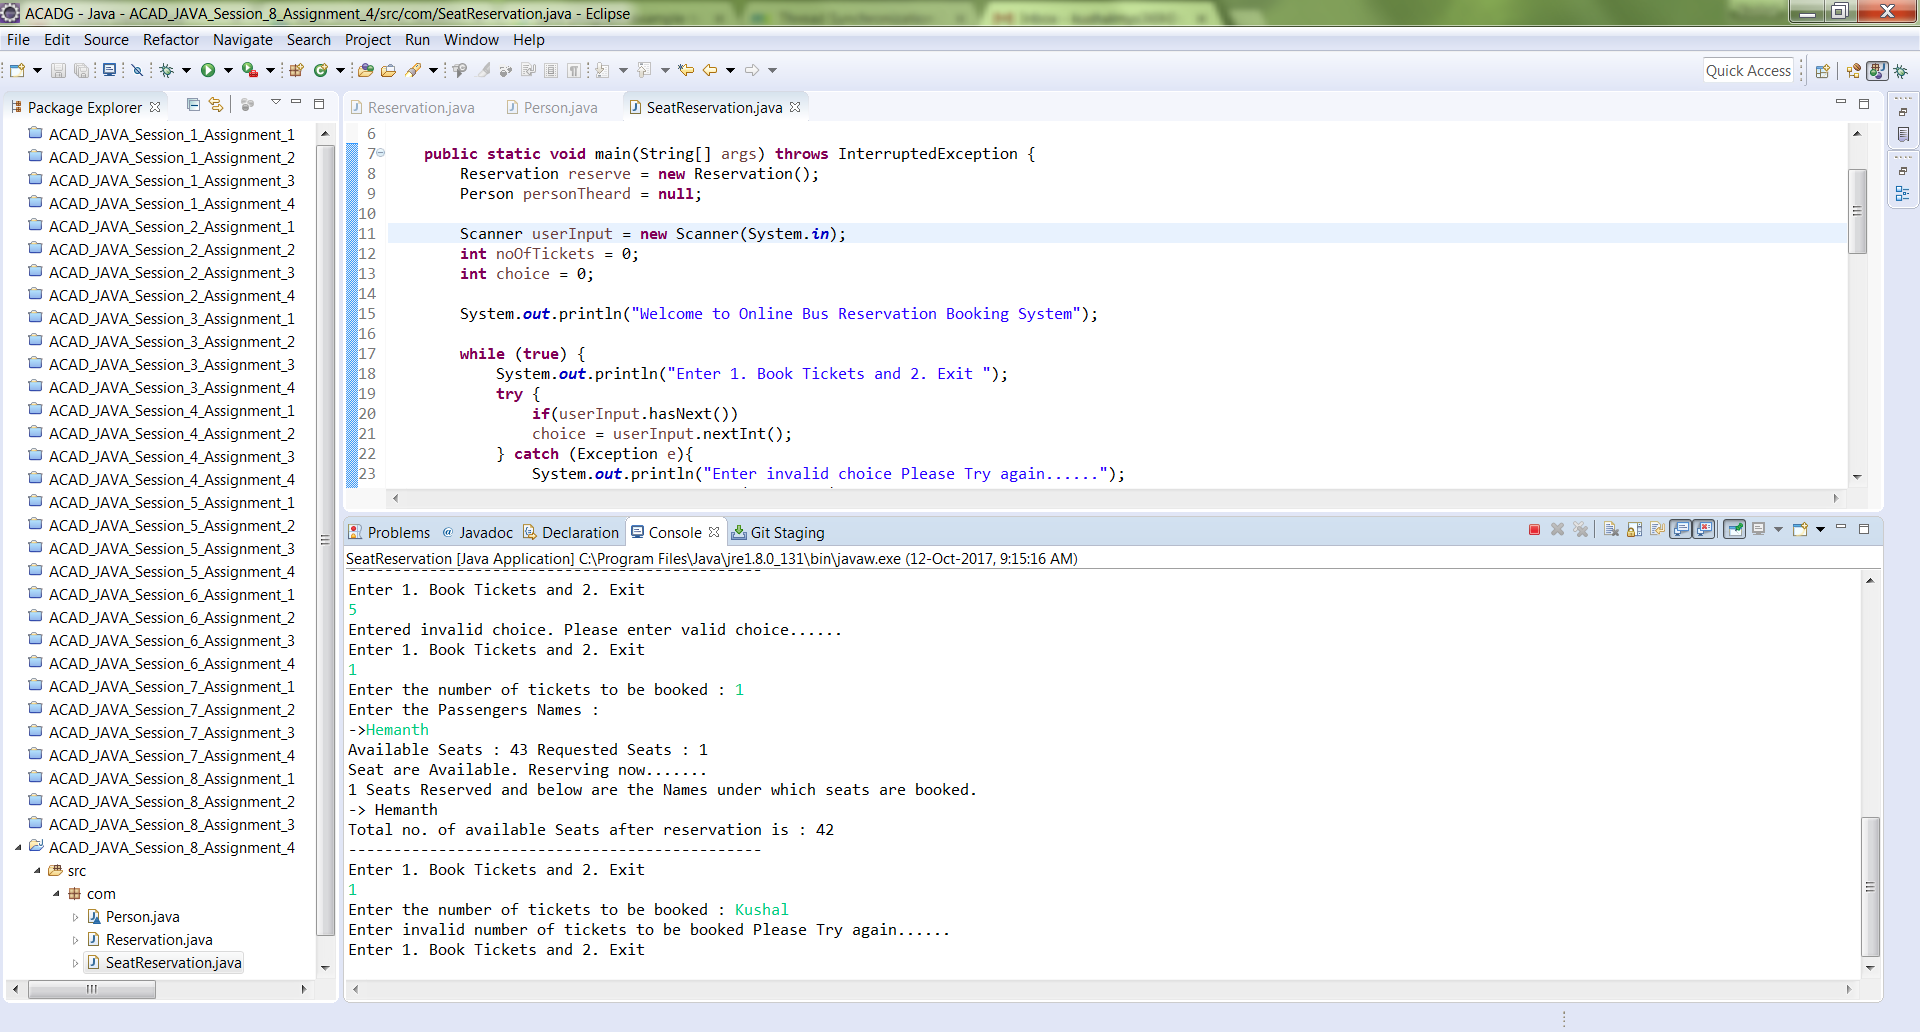 ACADG - Java - ACAD_JAVA_Session_8_Assignment_4/src/com/SeatReservation.java - Eclipse
File Edit Source Refactor Navigate Search Project Run Window Help
Quick Access
Package Explorer
ACAD_JAVA_Session_1_Assignment_1
ACAD_JAVA_Session_1_Assignment_2
ACAD_JAVA_Session_1_Assignment_3
ACAD_JAVA_Session_1_Assignment_4
ACAD_JAVA_Session_2_Assignment_1
ACAD_JAVA_Session_2_Assignment_2
ACAD_JAVA_Session_2_Assignment_3
ACAD_JAVA_Session_2_Assignment_4
ACAD_JAVA_Session_3_Assignment_1
ACAD_JAVA_Session_3_Assignment_2
ACAD_JAVA_Session_3_Assignment_3
ACAD_JAVA_Session_3_Assignment_4
ACAD_JAVA_Session_4_Assignment_1
ACAD_JAVA_Session_4_Assignment_2
ACAD_JAVA_Session_4_Assignment_3
ACAD_JAVA_Session_4_Assignment_4
ACAD_JAVA_Session_5_Assignment_1
ACAD_JAVA_Session_5_Assignment_2
ACAD_JAVA_Session_5_Assignment_3
ACAD_JAVA_Session_5_Assignment_4
ACAD_JAVA_Session_6_Assignment_1
ACAD_JAVA_Session_6_Assignment_2
ACAD_JAVA_Session_6_Assignment_3
ACAD_JAVA_Session_6_Assignment_4
ACAD_JAVA_Session_7_Assignment_1
ACAD_JAVA_Session_7_Assignment_2
ACAD_JAVA_Session_7_Assignment_3
ACAD_JAVA_Session_7_Assignment_4
ACAD_JAVA_Session_8_Assignment_1
ACAD_JAVA_Session_8_Assignment_2
ACAD_JAVA_Session_8_Assignment_3
ACAD_JAVA_Session_8_Assignment_4
src
com
Person.java
Reservation.java
SeatReservation.java
Reservation.java Person.java SeatReservation.java
6
7 public static void main(String[] args) throws InterruptedException {
8 Reservation reserve = new Reservation();
9 Person personTheard = null;
10
11 Scanner userInput = new Scanner(System.in);
12 int noOfTickets = 0;
13 int choice = 0;
14
15 System.out.println("Welcome to Online Bus Reservation Booking System");
16
17 while (true) {
18 System.out.println("Enter 1. Book Tickets and 2. Exit ");
19 try {
20 if(userInput.hasNext())
21 choice = userInput.nextInt();
22 } catch (Exception e){
23 System.out.println("Enter invalid choice Please Try again......");
Problems Javadoc Declaration Console Git Staging
SeatReservation [Java Application] C:\Program Files\Java\jre1.8.0_131\bin\javaw.exe (12-Oct-2017, 9:15:16 AM)
----------------------------------------------
Enter 1. Book Tickets and 2. Exit
5
Entered invalid choice. Please enter valid choice......
Enter 1. Book Tickets and 2. Exit
1
Enter the number of tickets to be booked : 1
Enter the Passengers Names :
->Hemanth
Available Seats : 43 Requested Seats : 1
Seat are Available. Reserving now.......
1 Seats Reserved and below are the Names under which seats are booked.
-> Hemanth
Total no. of available Seats after reservation is : 42
----------------------------------------------
Enter 1. Book Tickets and 2. Exit
1
Enter the number of tickets to be booked : Kushal
Enter invalid number of tickets to be booked Please Try again......
Enter 1. Book Tickets and 2. Exit